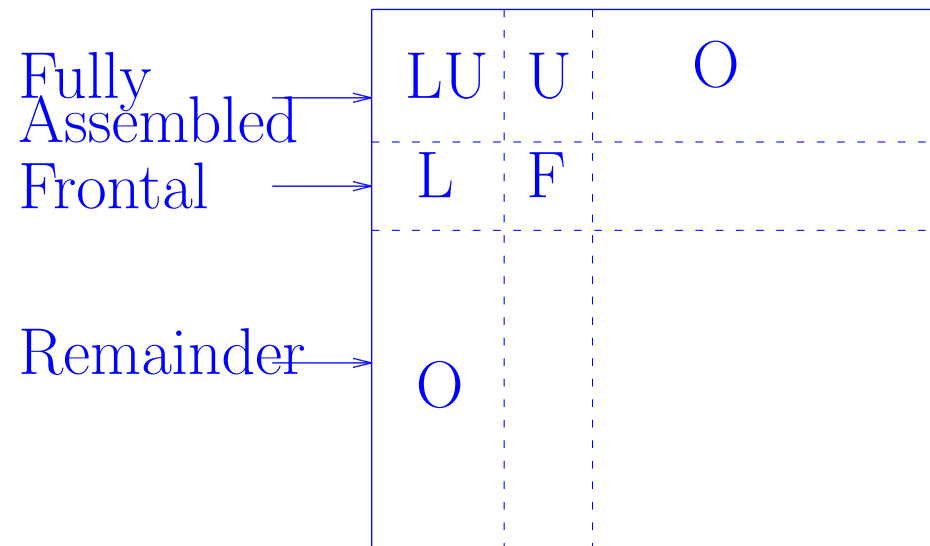 Fully
Assembled
LU U O
Frontal
L F
Remainder
O